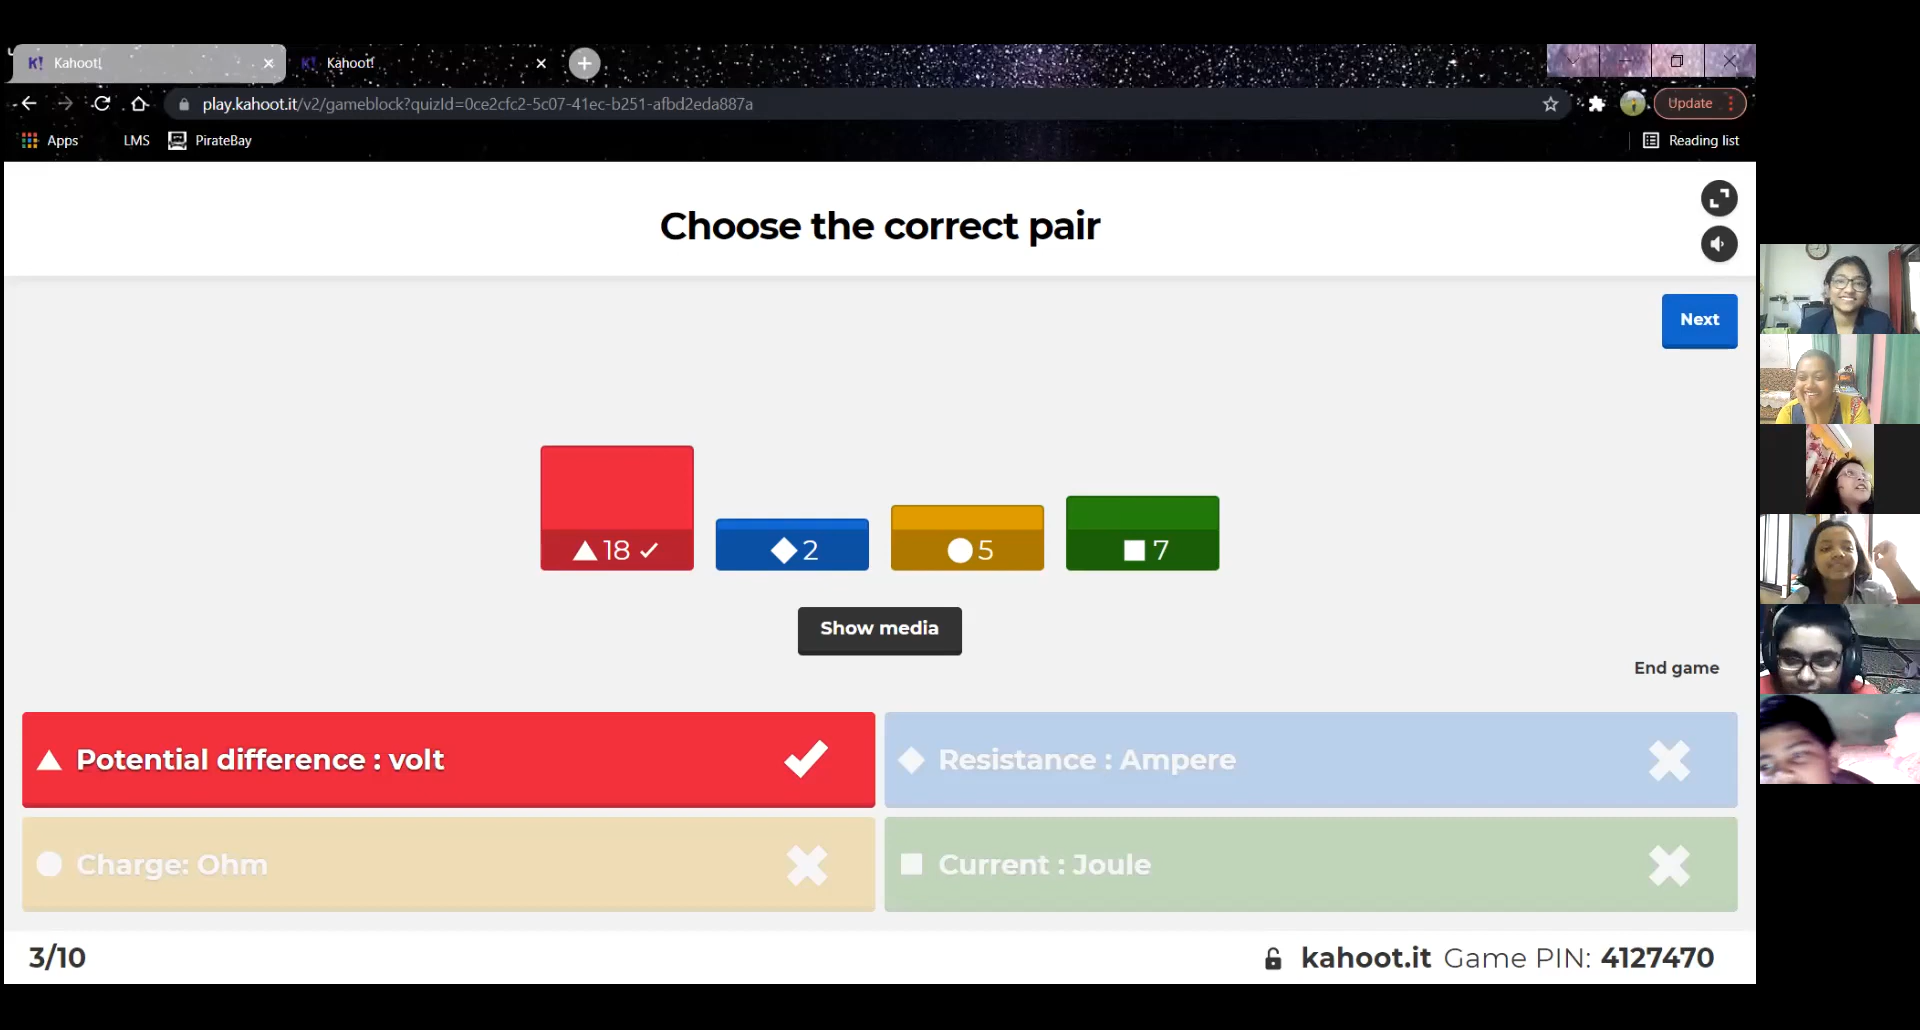 K! Kahoot!
K! Kahoot!
play.kahoot.it/v2/gameblock?quizId=0ce2cfc2-5c07-41ec-b251-afbd2eda887a
Update
Apps
LMS
PirateBay
Reading list
Choose the correct pair
Next
18
2
5
7
Show media
End game
Potential difference : volt
Resistance : Ampere
Charge: Ohm
Current : Joule
3/10
kahoot.it Game PIN: 4127470